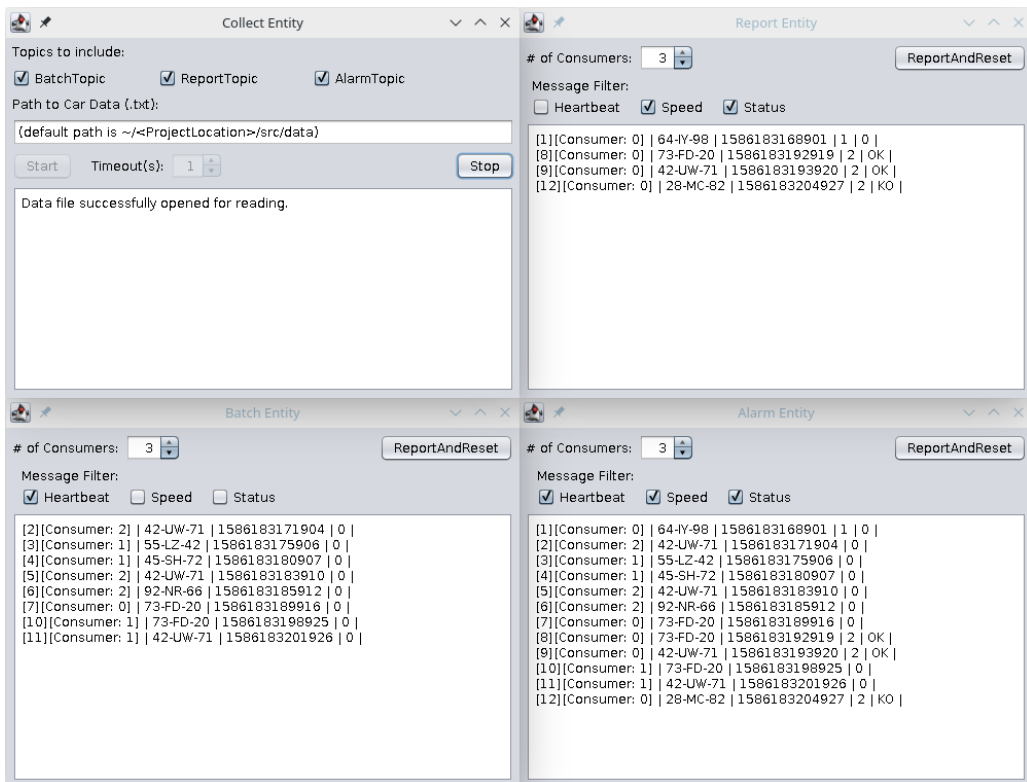 Collect Entity
Topics to include:
BatchTopic ReportTopic AlarmTopic
Path to Car Data (.txt):
(default path is ~/<ProjectLocation>/src/data)
Start Timeout(s): 1 Stop
Data file successfully opened for reading.
Report Entity
# of Consumers: 3 ReportAndReset
Message Filter:
Heartbeat Speed Status
[1][Consumer: 0] | 64-IY-98 | 1586183168901 | 1 | 0 |
[8][Consumer: 0] | 73-FD-20 | 1586183192919 | 2 | OK |
[9][Consumer: 0] | 42-UW-71 | 1586183193920 | 2 | OK |
[12][Consumer: 0] | 28-MC-82 | 1586183204927 | 2 | KO |
Batch Entity
# of Consumers: 3 ReportAndReset
Message Filter:
Heartbeat Speed Status
[2][Consumer: 2] | 42-UW-71 | 1586183171904 | 0 |
[3][Consumer: 1] | 55-LZ-42 | 1586183175906 | 0 |
[4][Consumer: 1] | 45-SH-72 | 1586183180907 | 0 |
[5][Consumer: 2] | 42-UW-71 | 1586183183910 | 0 |
[6][Consumer: 2] | 92-NR-66 | 1586183185912 | 0 |
[7][Consumer: 0] | 73-FD-20 | 1586183189916 | 0 |
[10][Consumer: 1] | 73-FD-20 | 1586183198925 | 0 |
[11][Consumer: 1] | 42-UW-71 | 1586183201926 | 0 |
Alarm Entity
# of Consumers: 3 ReportAndReset
Message Filter:
Heartbeat Speed Status
[1][Consumer: 0] | 64-IY-98 | 1586183168901 | 1 | 0 |
[2][Consumer: 2] | 42-UW-71 | 1586183171904 | 0 |
[3][Consumer: 1] | 55-LZ-42 | 1586183175906 | 0 |
[4][Consumer: 1] | 45-SH-72 | 1586183180907 | 0 |
[5][Consumer: 2] | 42-UW-71 | 1586183183910 | 0 |
[6][Consumer: 2] | 92-NR-66 | 1586183185912 | 0 |
[7][Consumer: 0] | 73-FD-20 | 1586183189916 | 0 |
[8][Consumer: 0] | 73-FD-20 | 1586183192919 | 2 | OK |
[9][Consumer: 0] | 42-UW-71 | 1586183193920 | 2 | OK |
[10][Consumer: 1] | 73-FD-20 | 1586183198925 | 0 |
[11][Consumer: 1] | 42-UW-71 | 1586183201926 | 0 |
[12][Consumer: 0] | 28-MC-82 | 1586183204927 | 2 | KO |